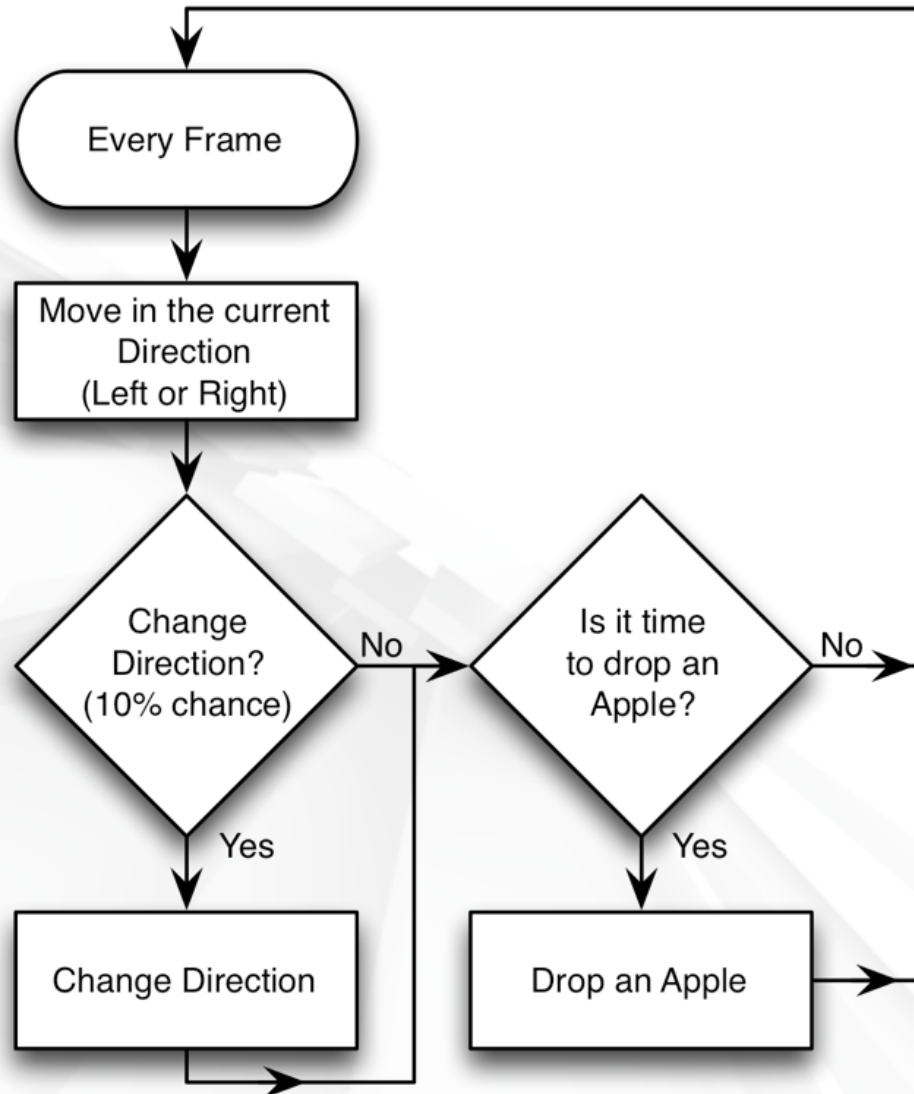 Every Frame
Move in the current
Direction
(Left or Right)
Change
Direction?
(10% chance)
No
Yes
Change Direction
Is it time
to drop an
Apple?
No
Yes
Drop an Apple